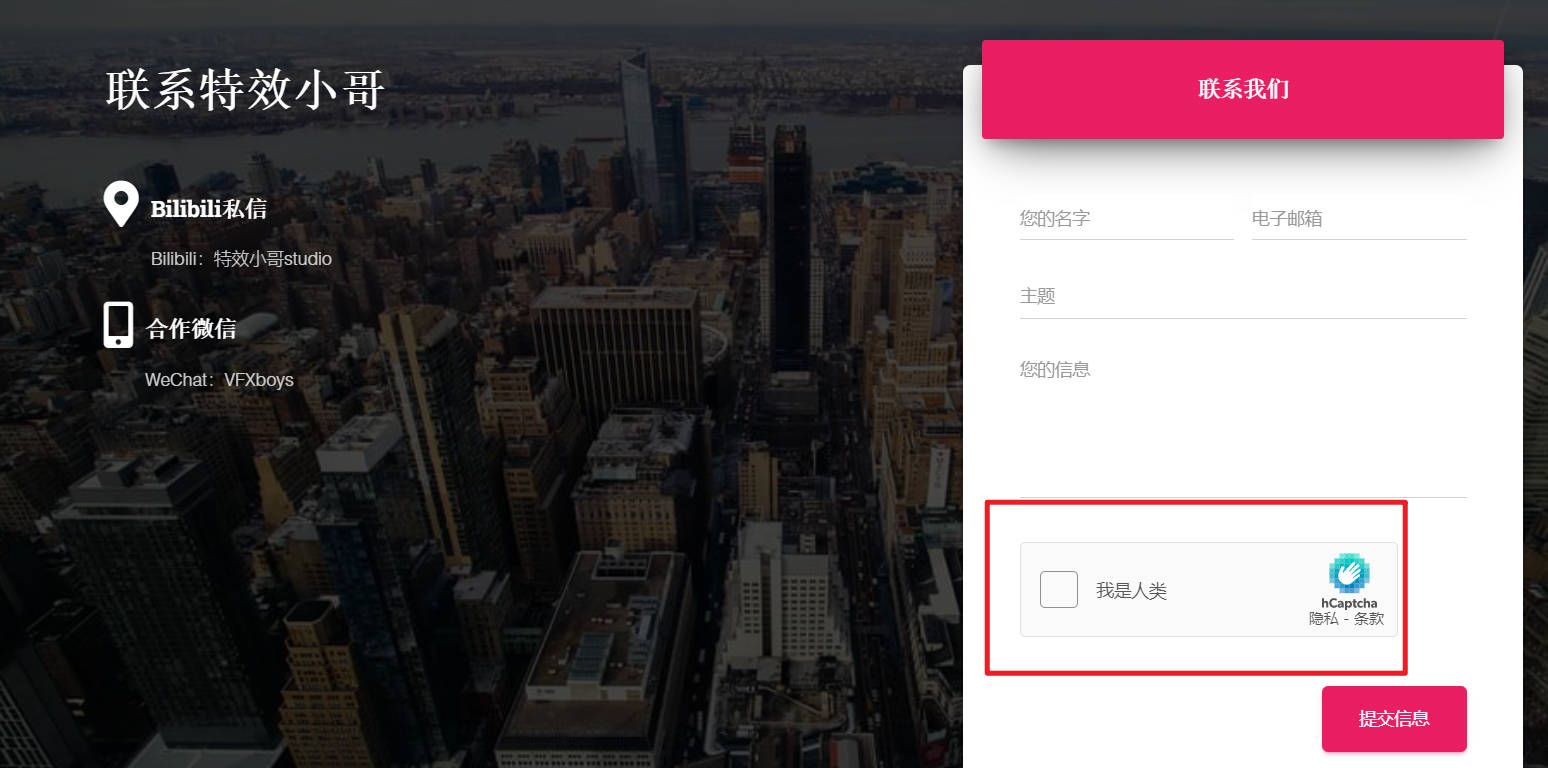 联系特效小哥
Bilibili私信
Bilibili：特效小哥studio
合作微信
WeChat：VFXboys
联系我们
您的名字
电子邮箱
主题
您的信息
我是人类
hCaptcha
隐私 - 条款
提交信息